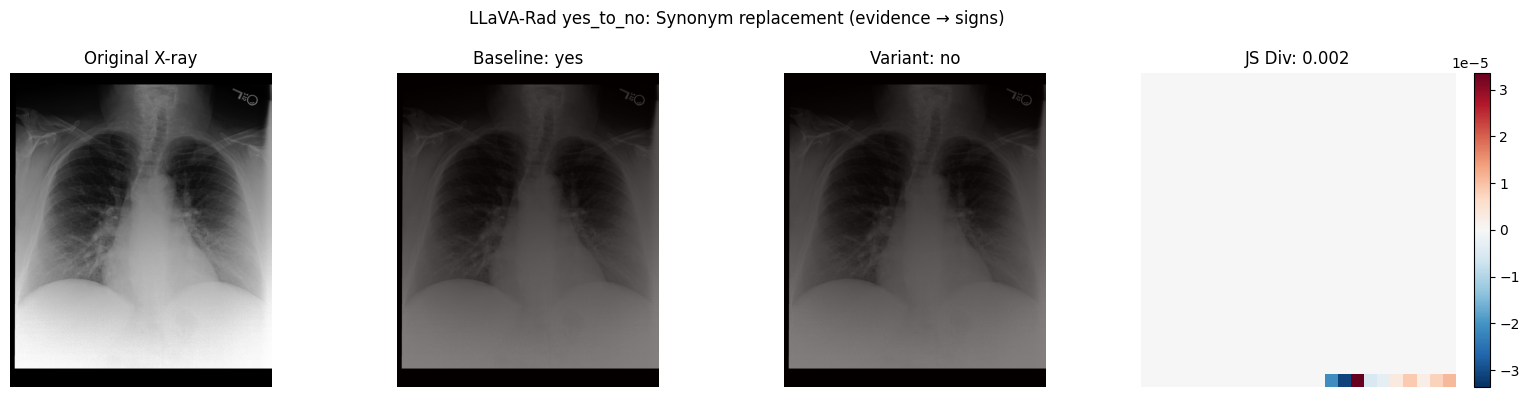 LLaVA-Rad yes_to_no: Synonym replacement (evidence → signs)
Original X-ray
Baseline: yes
Variant: no
JS Div: 0.002
1e−5
3
2
1
0
−1
−2
−3